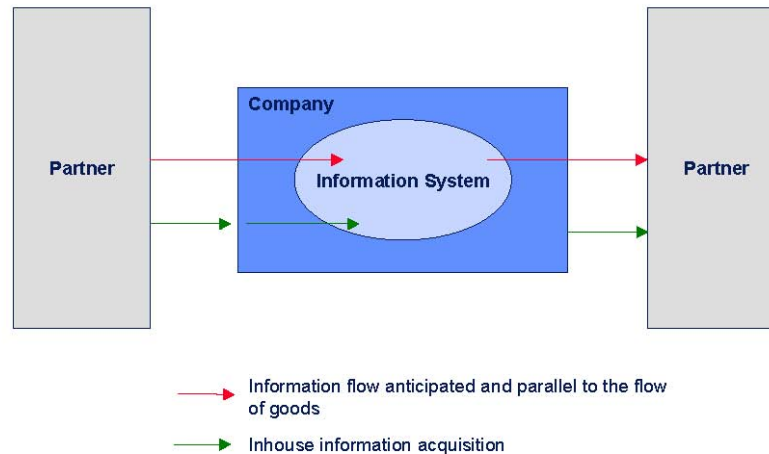 Company
Partner
Information System
Partner
Information flow anticipated and parallel to the flow
of goods
Inhouse information acquisition